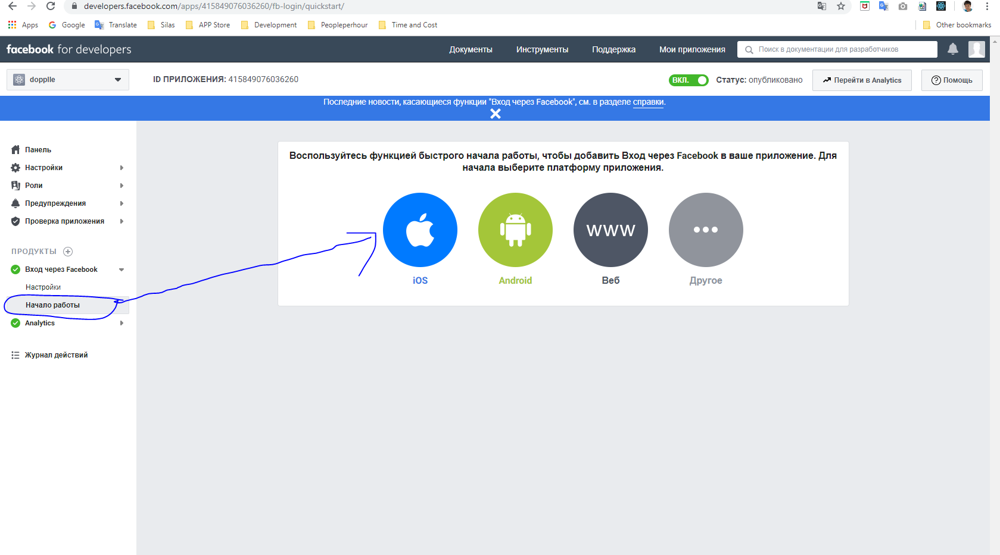 developers.facebook.com/apps/415849076036260/fb-login/quickstart/
Apps Google Translate Silas APP Store Development Peopleperhour Time and Cost Other bookmarks
facebook for developers Документы Инструменты Поддержка Мои приложения Поиск в документации для разработчиков
dopplle ID ПРИЛОЖЕНИЯ: 415849076036260 ВКЛ. Статус: опубликовано Перейти в Analytics ? Помощь
Последние новости, касающиеся функции "Вход через Facebook", см. в разделе справки.
Панель
Настройки
Роли
Предупреждения
Проверка приложения
ПРОДУКТЫ
Вход через Facebook
Настройки
Начало работы
Analytics
Журнал действий
Воспользуйтесь функцией быстрого начала работы, чтобы добавить Вход через Facebook в ваше приложение. Для
начала выберите платформу приложения.
www
iOS Android Веб Другое